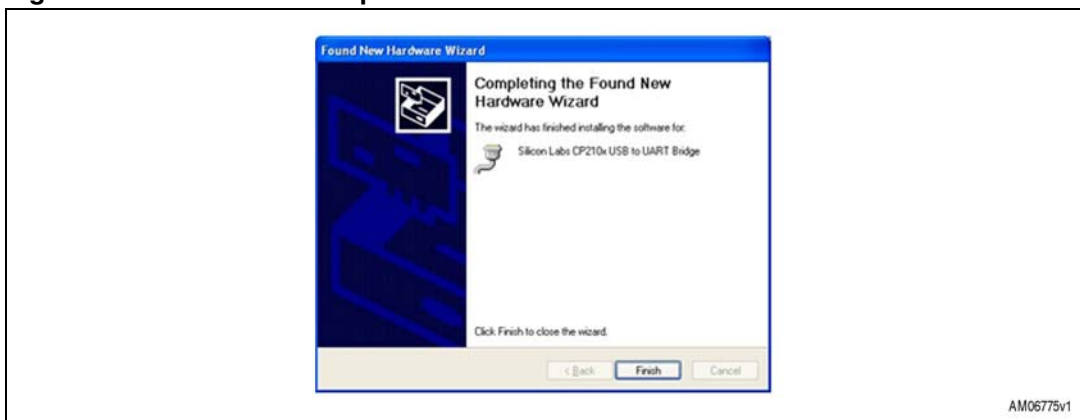 Found New Hardware Wizard
Completing the Found New
Hardware Wizard
The wizard has finished installing the software for:
Silicon Labs CP210x USB to UART Bridge
Click Finish to close the wizard.
< Back Finish Cancel
AM06775v1